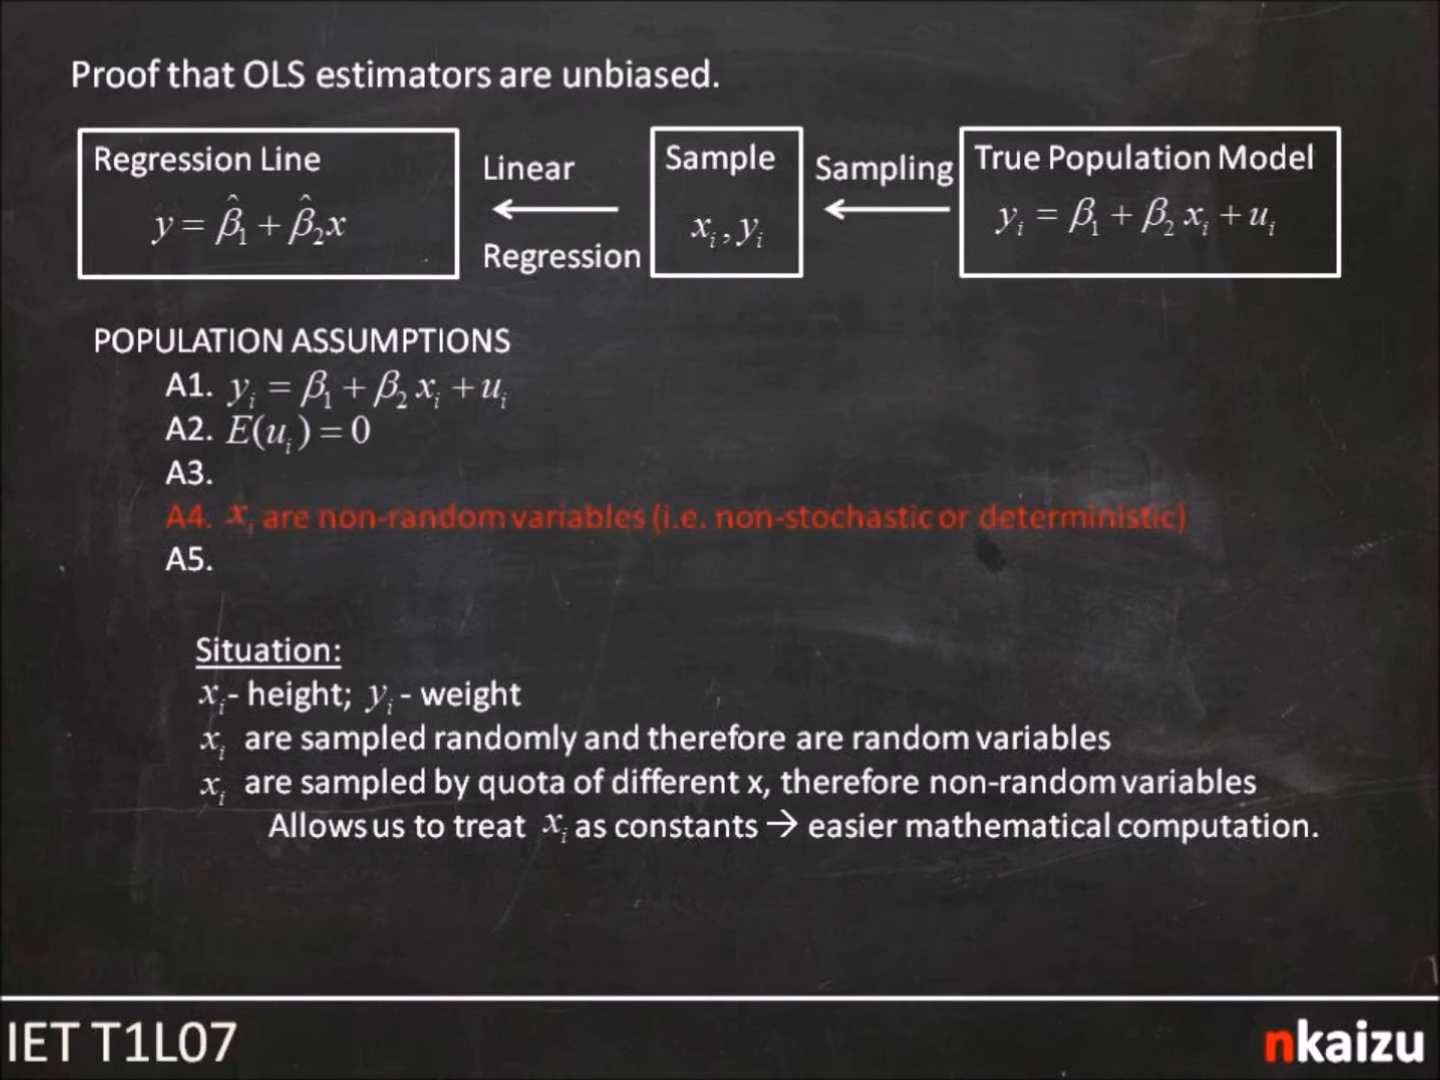 Proof that OLS estimators are unbiased.
Regression Line
y = β̂₁ + β̂₂x
Linear
Regression
Sample
xᵢ, yᵢ
Sampling
True Population Model
yᵢ = β₁ + β₂ xᵢ + uᵢ
POPULATION ASSUMPTIONS
A1. yᵢ = β₁ + β₂ xᵢ + uᵢ
A2. E(uᵢ) = 0
A3.
A4. xᵢ are non-random variables (i.e. non-stochastic or deterministic)
A5.
Situation:
xᵢ - height; yᵢ - weight
xᵢ are sampled randomly and therefore are random variables
xᵢ are sampled by quota of different x, therefore non-random variables
Allows us to treat xᵢ as constants → easier mathematical computation.
IET T1L07
nkaizu